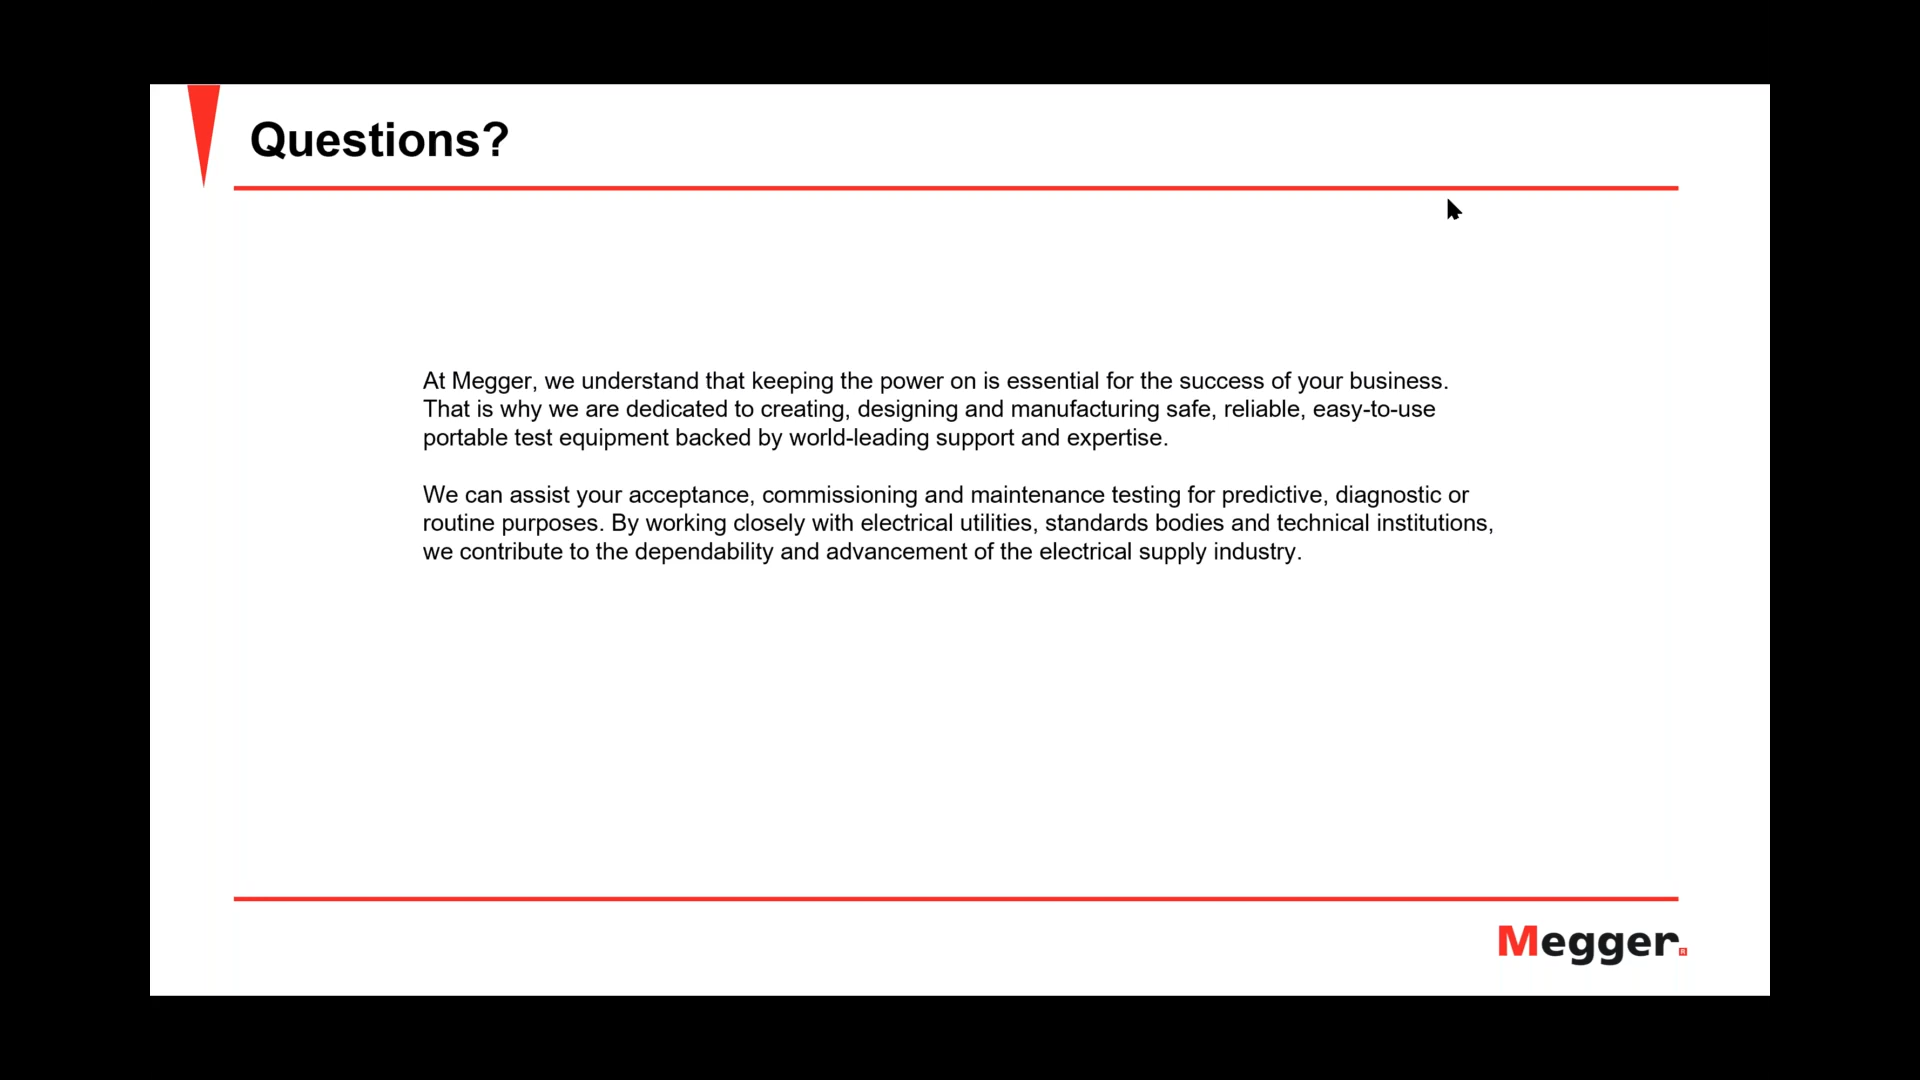 Questions?
At Megger, we understand that keeping the power on is essential for the success of your business.
That is why we are dedicated to creating, designing and manufacturing safe, reliable, easy-to-use
portable test equipment backed by world-leading support and expertise.
We can assist your acceptance, commissioning and maintenance testing for predictive, diagnostic or
routine purposes. By working closely with electrical utilities, standards bodies and technical institutions,
we contribute to the dependability and advancement of the electrical supply industry.
Megger.